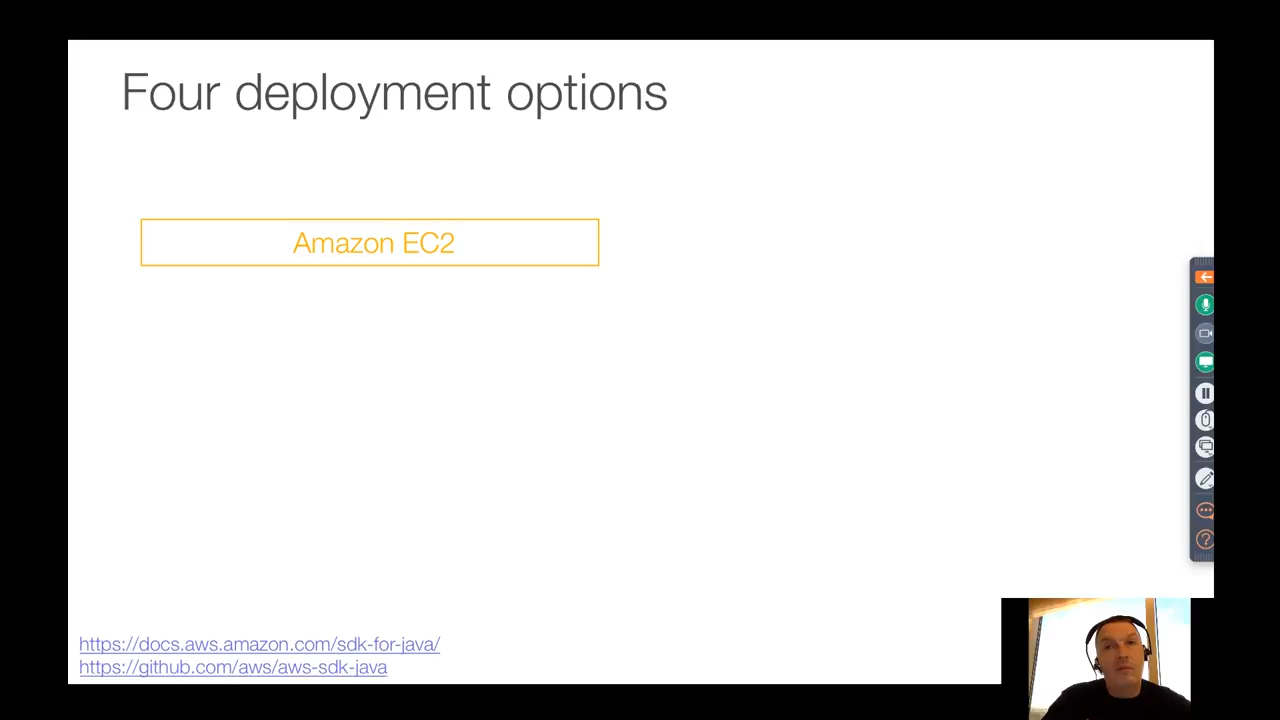 Four deployment options
Amazon EC2
https://docs.aws.amazon.com/sdk-for-java/
https://github.com/aws/aws-sdk-java